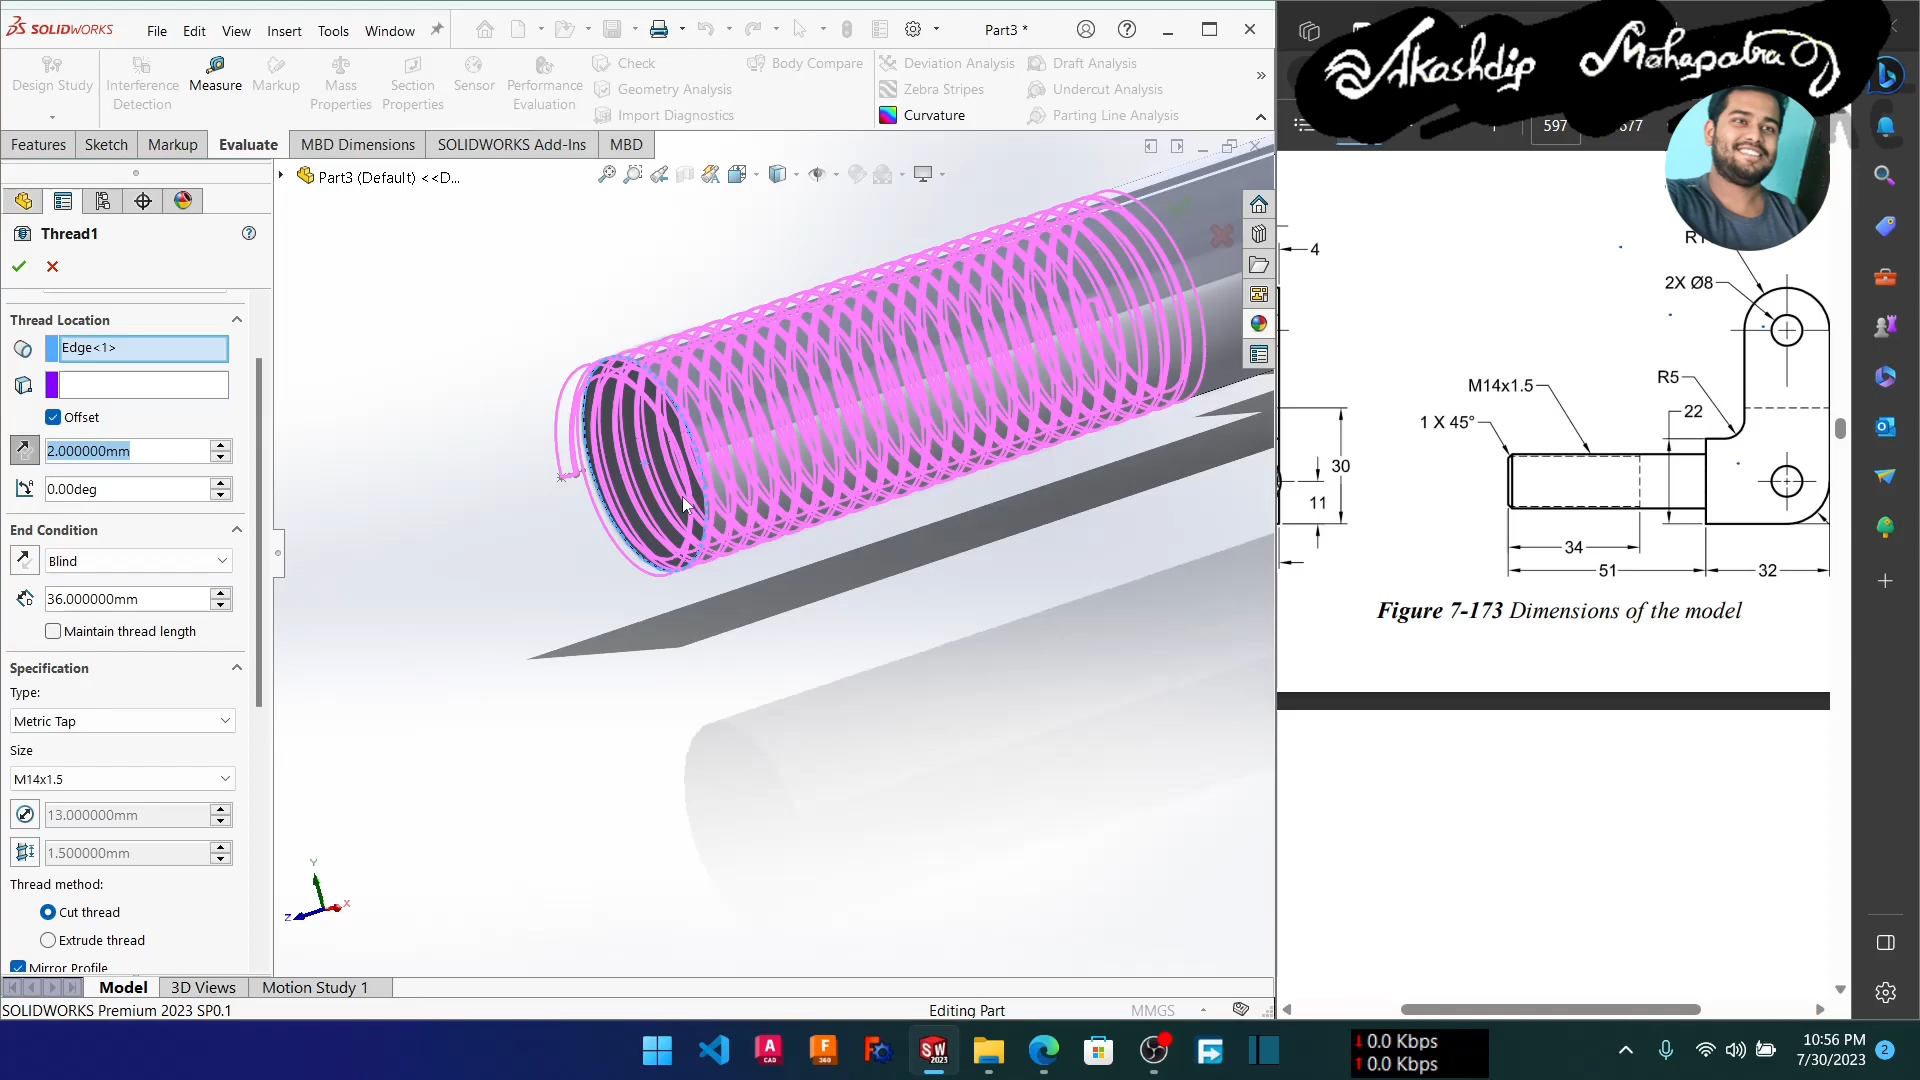 SOLIDWORKS File Edit View Insert Tools Window Part3 *
Design Study Interference Detection Measure Markup Mass Properties Section Properties Sensor Performance Evaluation
Check Body Compare Deviation Analysis Draft Analysis
Geometry Analysis Zebra Stripes Undercut Analysis
Import Diagnostics Curvature Parting Line Analysis
Features Sketch Markup Evaluate MBD Dimensions SOLIDWORKS Add-Ins MBD
Part3 (Default) <<D...
Thread1
Thread Location
Edge<1>
Offset
2.000000mm
0.00deg
End Condition
Blind
36.000000mm
Maintain thread length
Specification
Type:
Metric Tap
Size
M14x1.5
13.000000mm
1.500000mm
Thread method:
Cut thread
Extrude thread
Mirror Profile
Y
X
Z
Model 3D Views Motion Study 1
SOLIDWORKS Premium 2023 SP0.1 Editing Part MMGS
Akashdip Mahapatra
597
4
2X Ø8
M14x1.5
R5
1 X 45°
22
30
11
34
51
32
Figure 7-173 Dimensions of the model
0.0 Kbps
0.0 Kbps
10:56 PM
7/30/2023
2